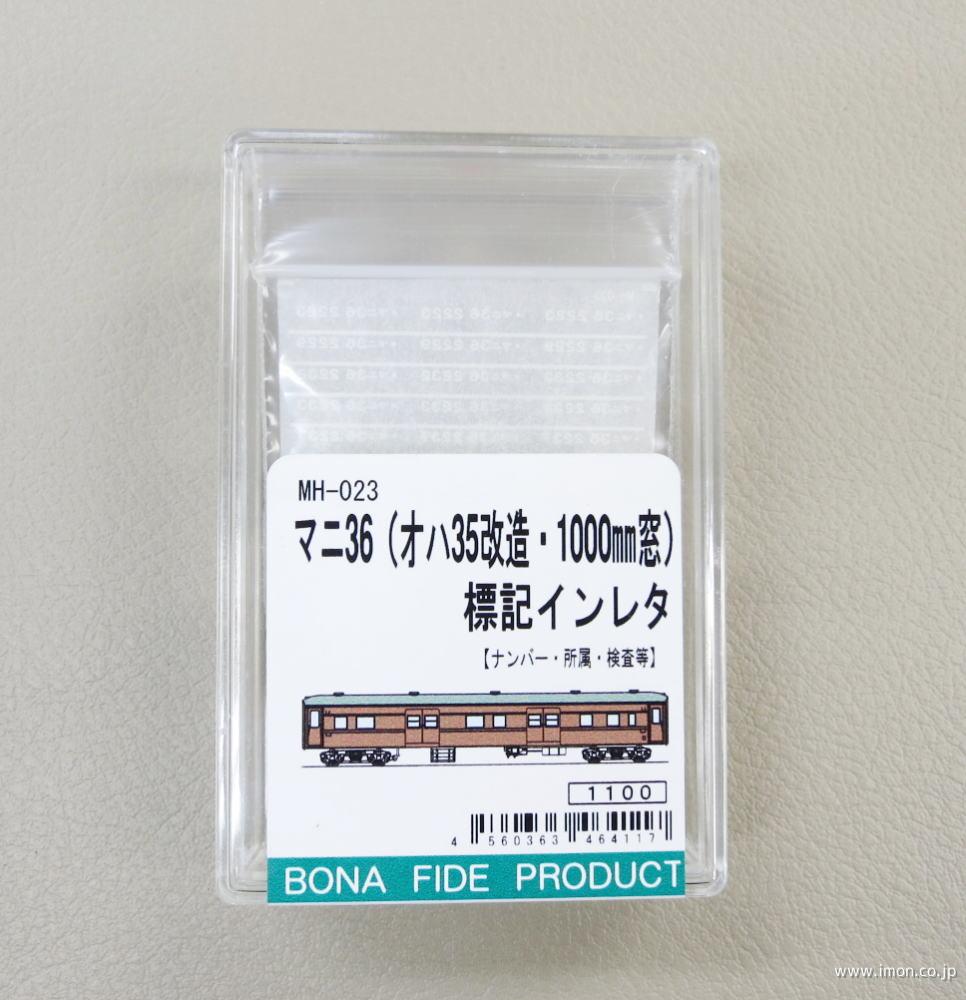 MH-023
マニ36（オハ35改造・1000㎜窓）
標記インレタ
【ナンバー・所属・検査等】
1100
4 560363 464117
BONA FIDE PRODUCT
www.imon.co.jp